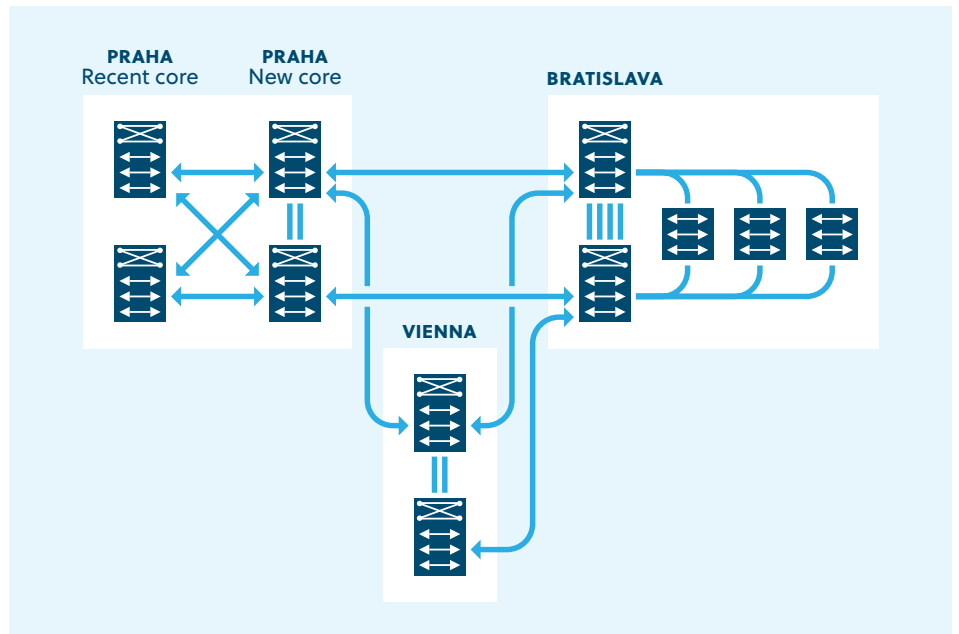 PRAHA
Recent core
PRAHA
New core
BRATISLAVA
VIENNA